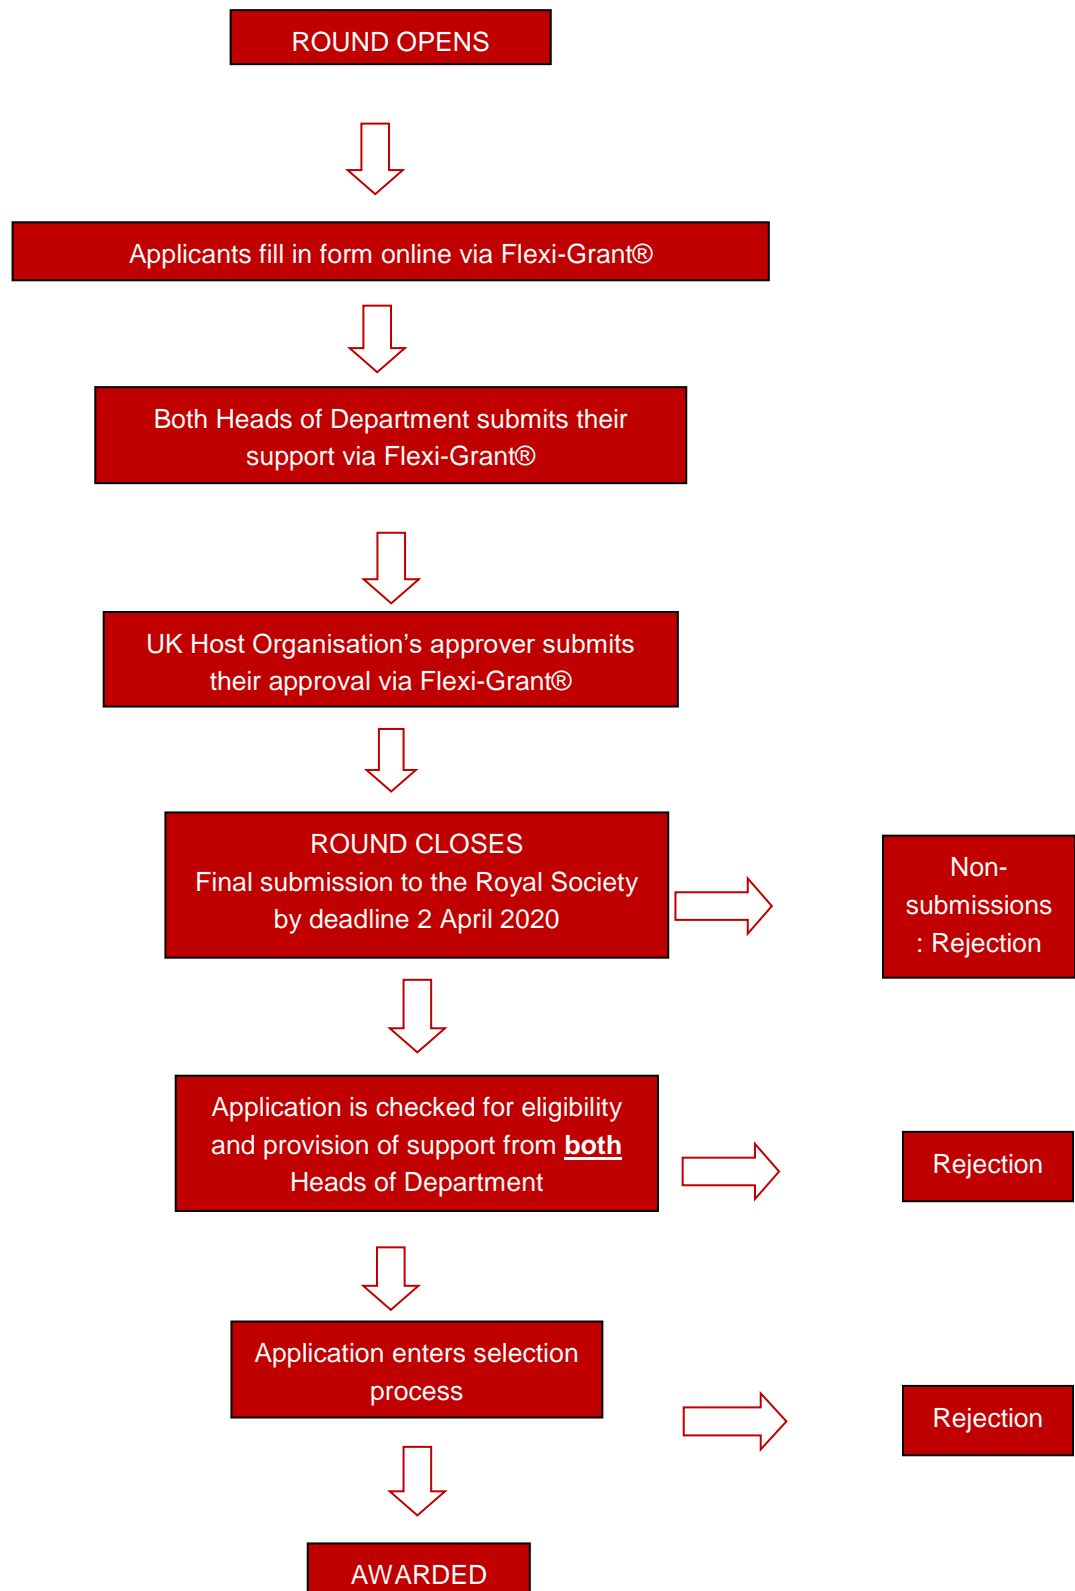 ROUND OPENS
Applicants fill in form online via Flexi-Grant®
Both Heads of Department submits their
support via Flexi-Grant®
UK Host Organisation’s approver submits
their approval via Flexi-Grant®
ROUND CLOSES
Final submission to the Royal Society
by deadline 2 April 2020
Non-
submissions
: Rejection
Application is checked for eligibility
and provision of support from both
Heads of Department
Rejection
Application enters selection
process
Rejection
AWARDED